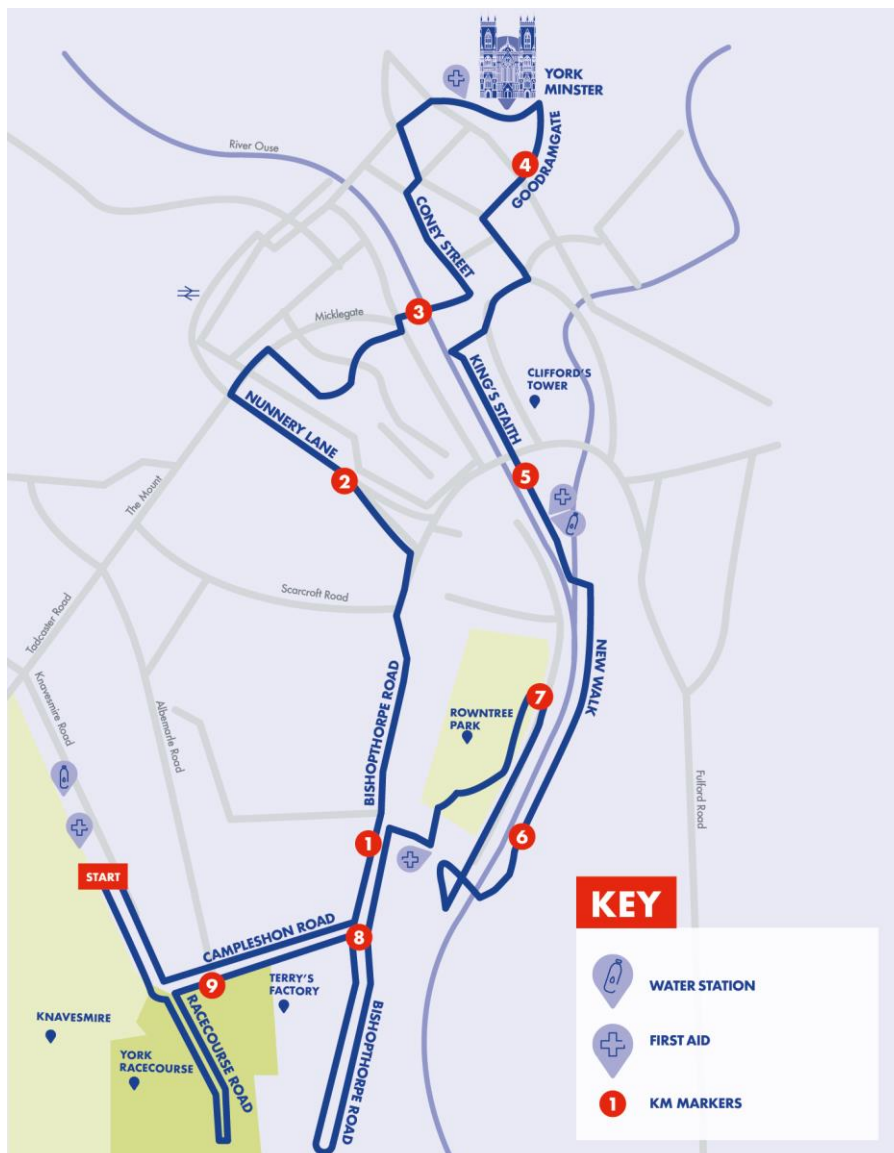 YORK
MINSTER
River Ouse
4
GOODRAMGATE
CONEY STREET
3
Micklegate
KING'S STAITH
CLIFFORD'S
TOWER
NUNNERY LANE
2
5
The Mount
Scarcroft Road
Tadcaster Road
NEW WALK
Knavesmire Road
Albemarle Road
BISHOPTHORPE ROAD
7
ROWNTREE
PARK
Fulford Road
1
6
START
CAMPLESHON ROAD
8
9
TERRY'S
FACTORY
KNAVESMIRE
RACECOURSE ROAD
BISHOPTHORPE ROAD
YORK
RACECOURSE
KEY
WATER STATION
FIRST AID
1 KM MARKERS